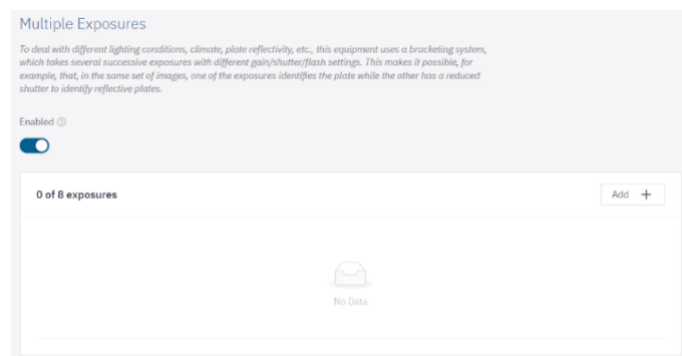 Multiple Exposures
To deal with different lighting conditions, climate, plate reflectivity, etc., this equipment uses a bracketing system,
which takes several successive exposures with different gain/shutter/flash settings. This makes it possible, for
example, that, in the same set of images, one of the exposures identifies the plate while the other has a reduced
shutter to identify reflective plates.
Enabled
0 of 8 exposures
Add +
No Data